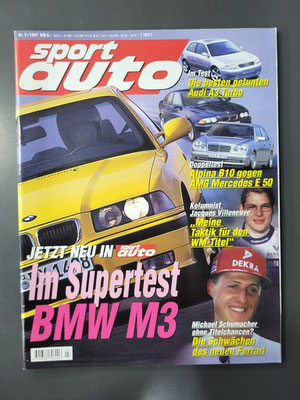 sport
auto
Im Test
Die besten getunten
Audi A3 Turbo
Doppeltest
Alpina B10 gegen
AMG Mercedes E 50
Kolumnist
Jacques Villeneuve
„Meine
Taktik für den
WM-Titel"
JETZT NEU IN sport auto
Im Supertest
BMW M3
DEKRA
Michael Schumacher
ohne Titelchancen?
Die Schwächen
des neuen Ferrari